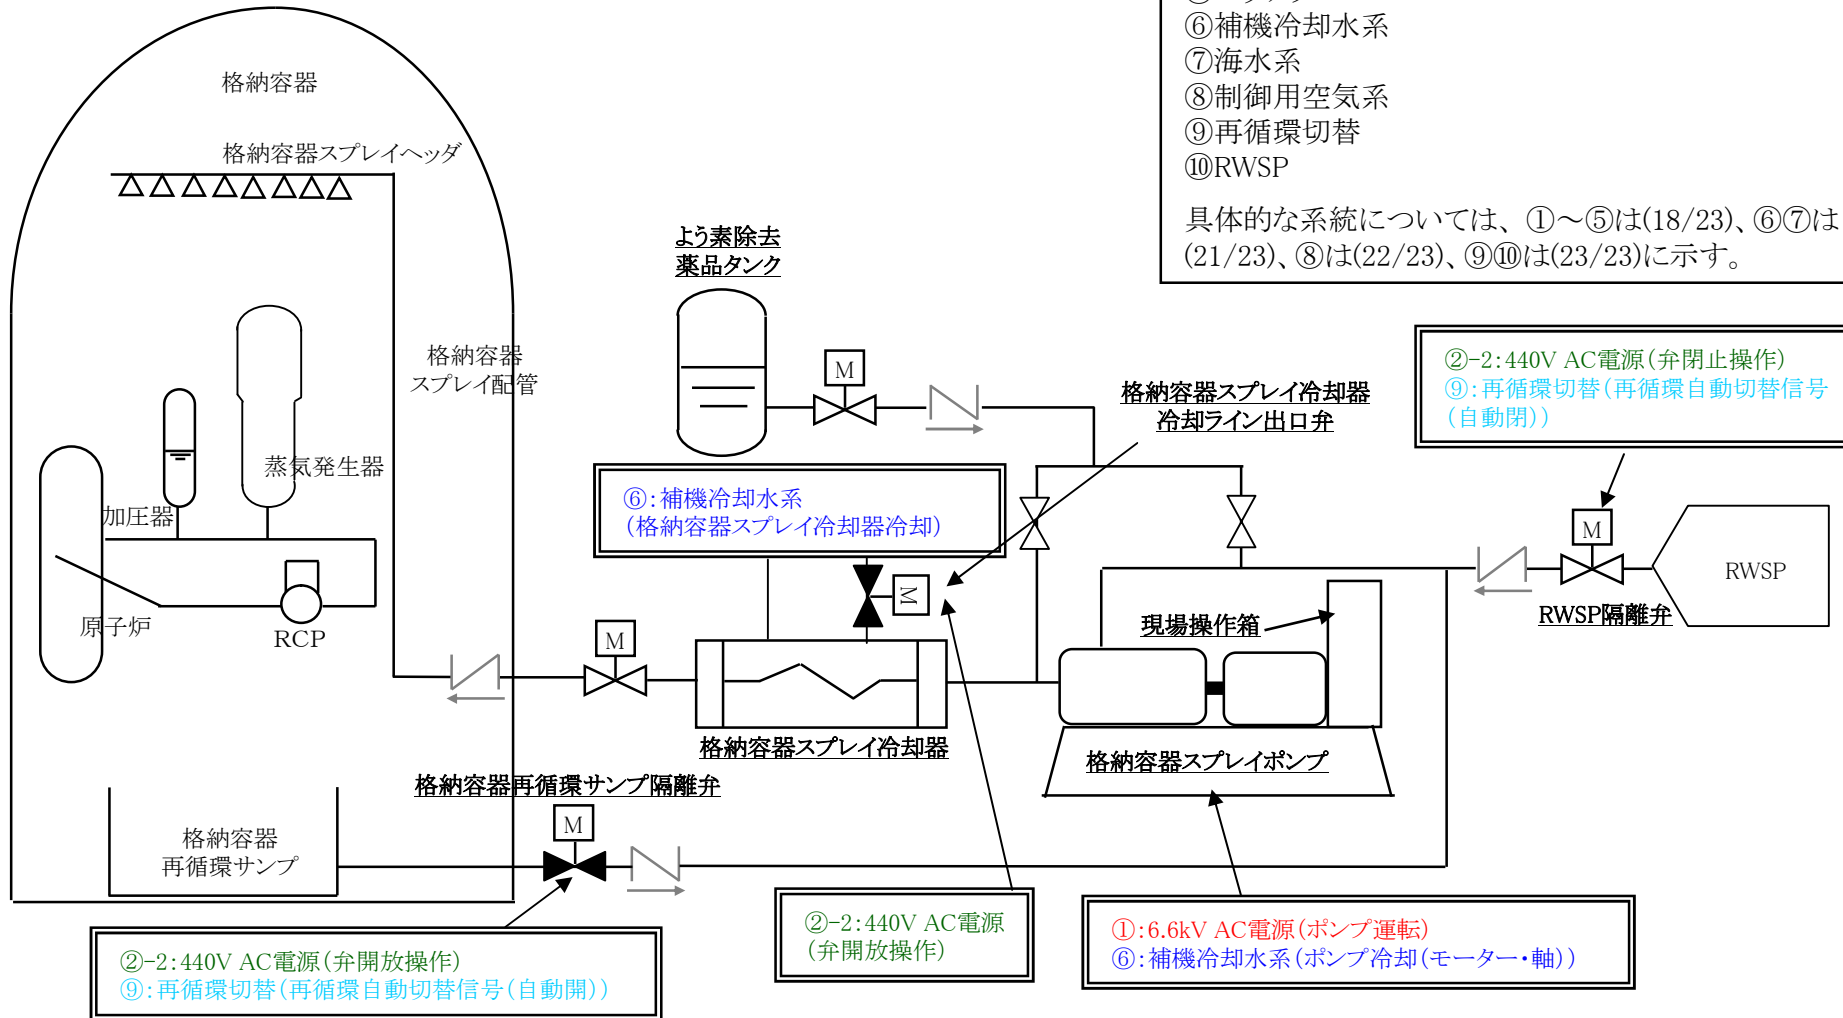 ⑥補機冷却水系
⑦海水系
⑧制御用空気系
⑨再循環切替
⑩RWSP
具体的な系統については、①～⑤は(18/23)、⑥⑦は
(21/23)、⑧は(22/23)、⑨⑩は(23/23)に示す。
格納容器
格納容器スプレイヘッダ
よう素除去
薬品タンク
M
格納容器
スプレイ配管
格納容器スプレイ冷却器
冷却ライン出口弁
②-2:440V AC電源(弁閉止操作)
⑨:再循環切替(再循環自動切替信号
(自動閉))
蒸気発生器
加圧器
⑥:補機冷却水系
(格納容器スプレイ冷却器冷却)
M
M
RWSP
RWSP隔離弁
原子炉
RCP
M
現場操作箱
格納容器スプレイ冷却器
格納容器スプレイポンプ
格納容器再循環サンプ隔離弁
M
格納容器
再循環サンプ
②-2:440V AC電源
(弁開放操作)
①:6.6kV AC電源(ポンプ運転)
⑥:補機冷却水系(ポンプ冷却(モーター・軸))
②-2:440V AC電源(弁開放操作)
⑨:再循環切替(再循環自動切替信号(自動開))